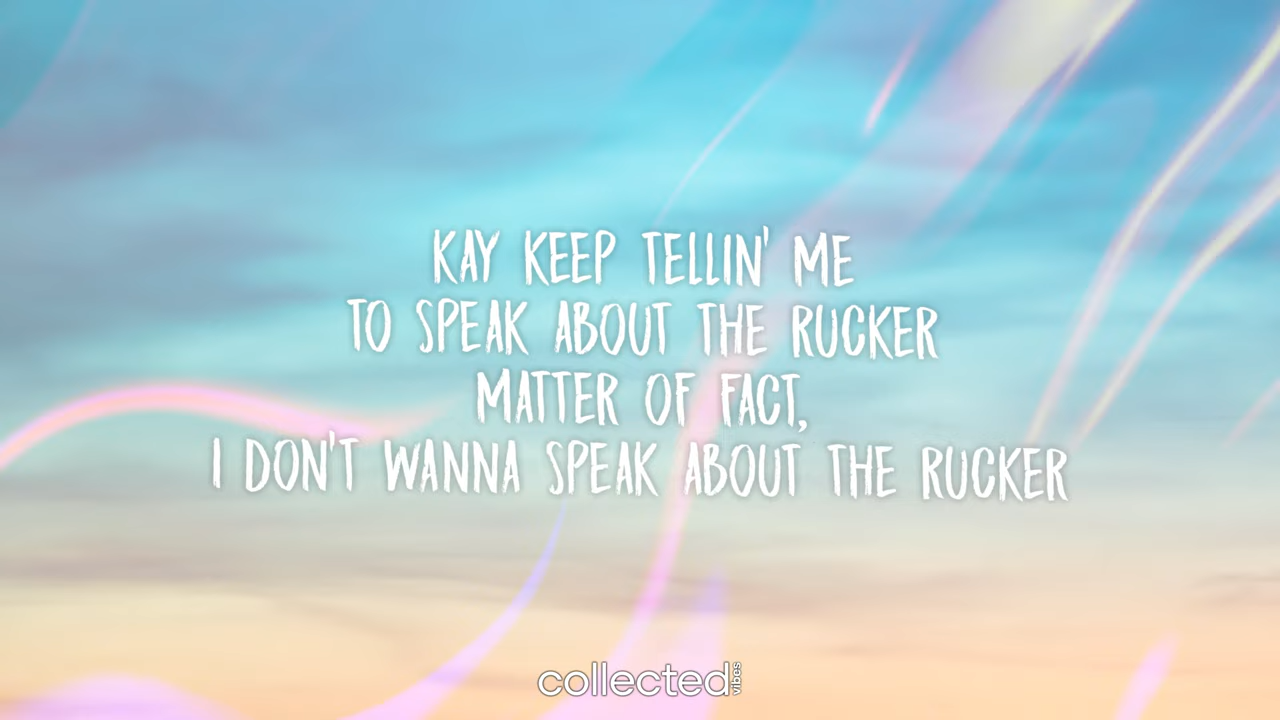 KAY KEEP TELLIN' ME
TO SPEAK ABOUT THE RUCKER
MATTER OF FACT,
I DON'T WANNA SPEAK ABOUT THE RUCKER
collected vibes